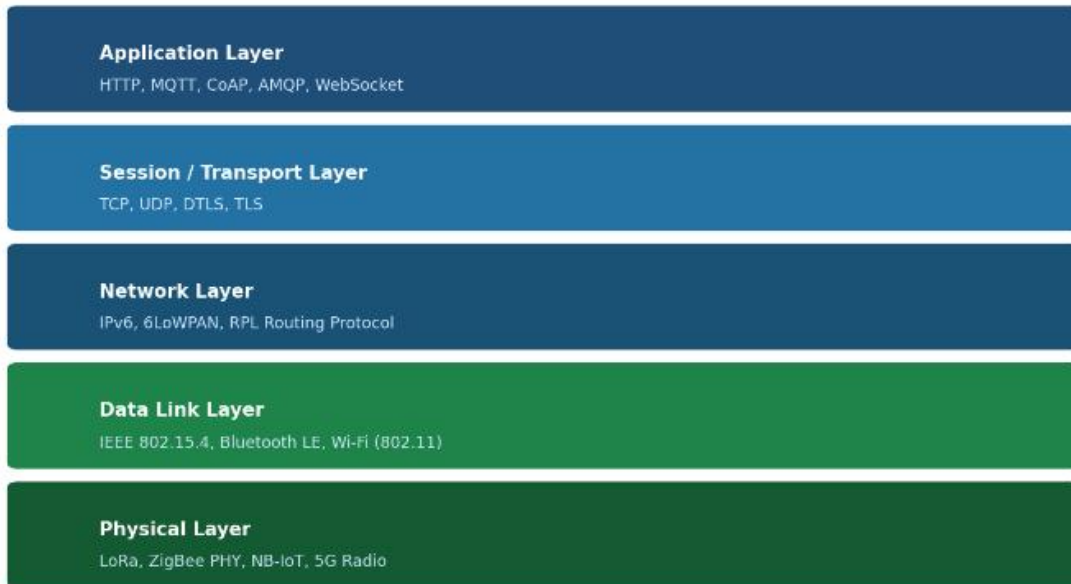 Application Layer
HTTP, MQTT, CoAP, AMQP, WebSocket
Session / Transport Layer
TCP, UDP, DTLS, TLS
Network Layer
IPv6, 6LoWPAN, RPL Routing Protocol
Data Link Layer
IEEE 802.15.4, Bluetooth LE, Wi-Fi (802.11)
Physical Layer
LoRa, ZigBee PHY, NB-IoT, 5G Radio